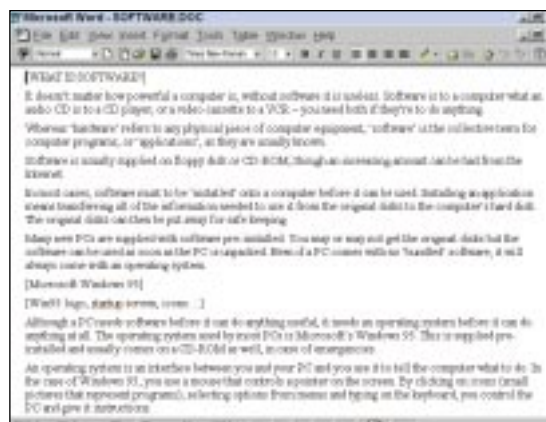 Microsoft Word - SOFTWARE.DOC
File Edit View Insert Format Tools Table Window Help
Normal Times New Roman
[WHAT IS SOFTWARE?]
It doesn't matter how powerful a computer is, without software it is useless. Software is to a computer what an
audio CD is to a CD player, or a video cassette to a VCR – you need both if they're to do anything.
Whereas 'hardware' refers to any physical piece of computer equipment, 'software' is the collective term for
computer programs, or 'applications', as they are usually known.
Software is usually supplied on floppy disk or CD-ROM, though an increasing amount can be had from the
Internet.
In most cases, software must to be 'installed' onto a computer before it can be used. Installing an application
means transferring all of the information needed to use it from the original disks to the computer's hard disk.
The original disks can then be put away for safe keeping.
Many new PCs are supplied with software pre-installed. You may or may not get the original disks but the
software can be used as soon as the PC is unpacked. Even if a PC comes with no 'bundled' software, it will
always come with an operating system.
[Microsoft Windows 95]
[Win95 logo, startup screen, icons ...]
Although a PC needs software before it can do anything useful, it needs an operating system before it can do
anything at all. The operating system used by most PCs is Microsoft's Windows 95. This is supplied pre-
installed and usually comes on a CD-ROM as well, in case of emergencies.
An operating system is an interface between you and your PC and you use it to tell the computer what to do. In
the case of Windows 95, you use a mouse that controls a pointer on the screen. By clicking on icons (small
pictures that represent programs), selecting options from menus and typing on the keyboard, you control the
PC and give it instructions.